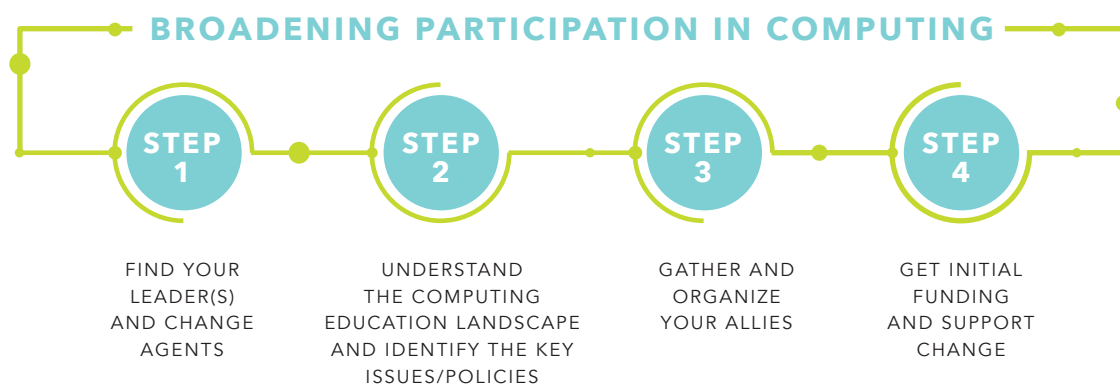 BROADENING PARTICIPATION IN COMPUTING
STEP
1
STEP
2
STEP
3
STEP
4
FIND YOUR
LEADER(S)
AND CHANGE
AGENTS
UNDERSTAND
THE COMPUTING
EDUCATION LANDSCAPE
AND IDENTIFY THE KEY
ISSUES/POLICIES
GATHER AND
ORGANIZE
YOUR ALLIES
GET INITIAL
FUNDING
AND SUPPORT
CHANGE